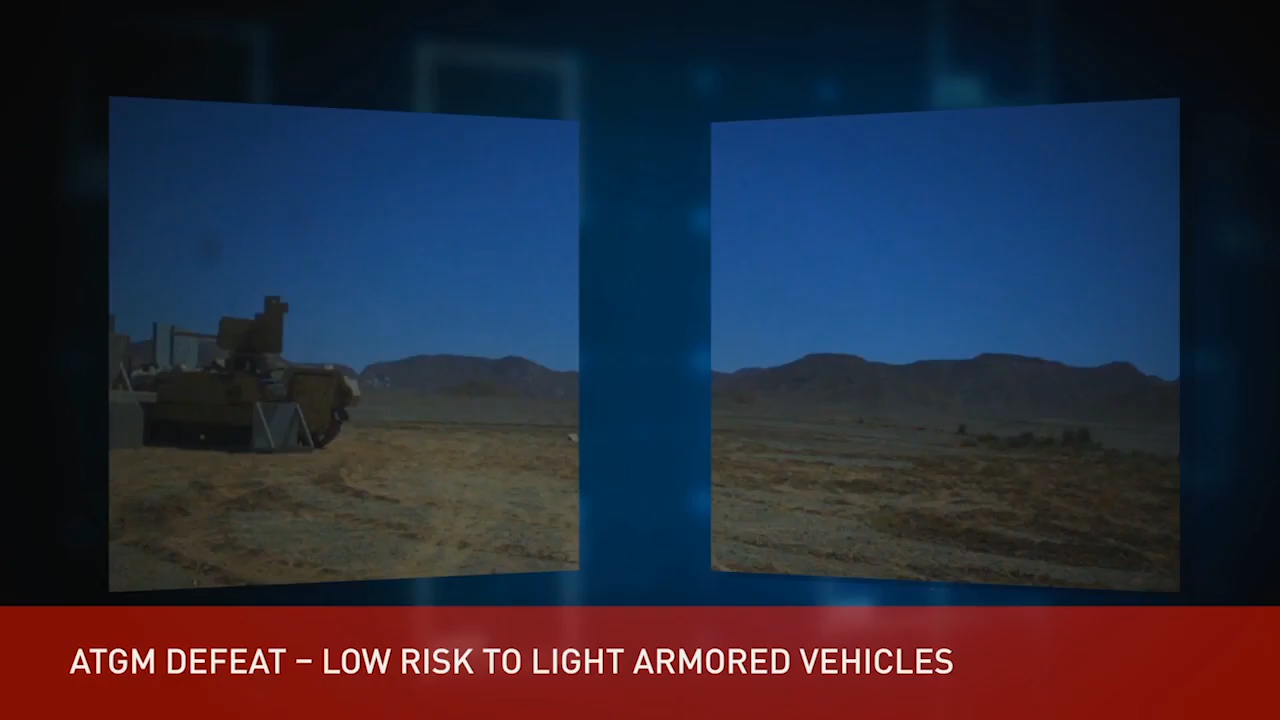 ATGM DEFEAT – LOW RISK TO LIGHT ARMORED VEHICLES